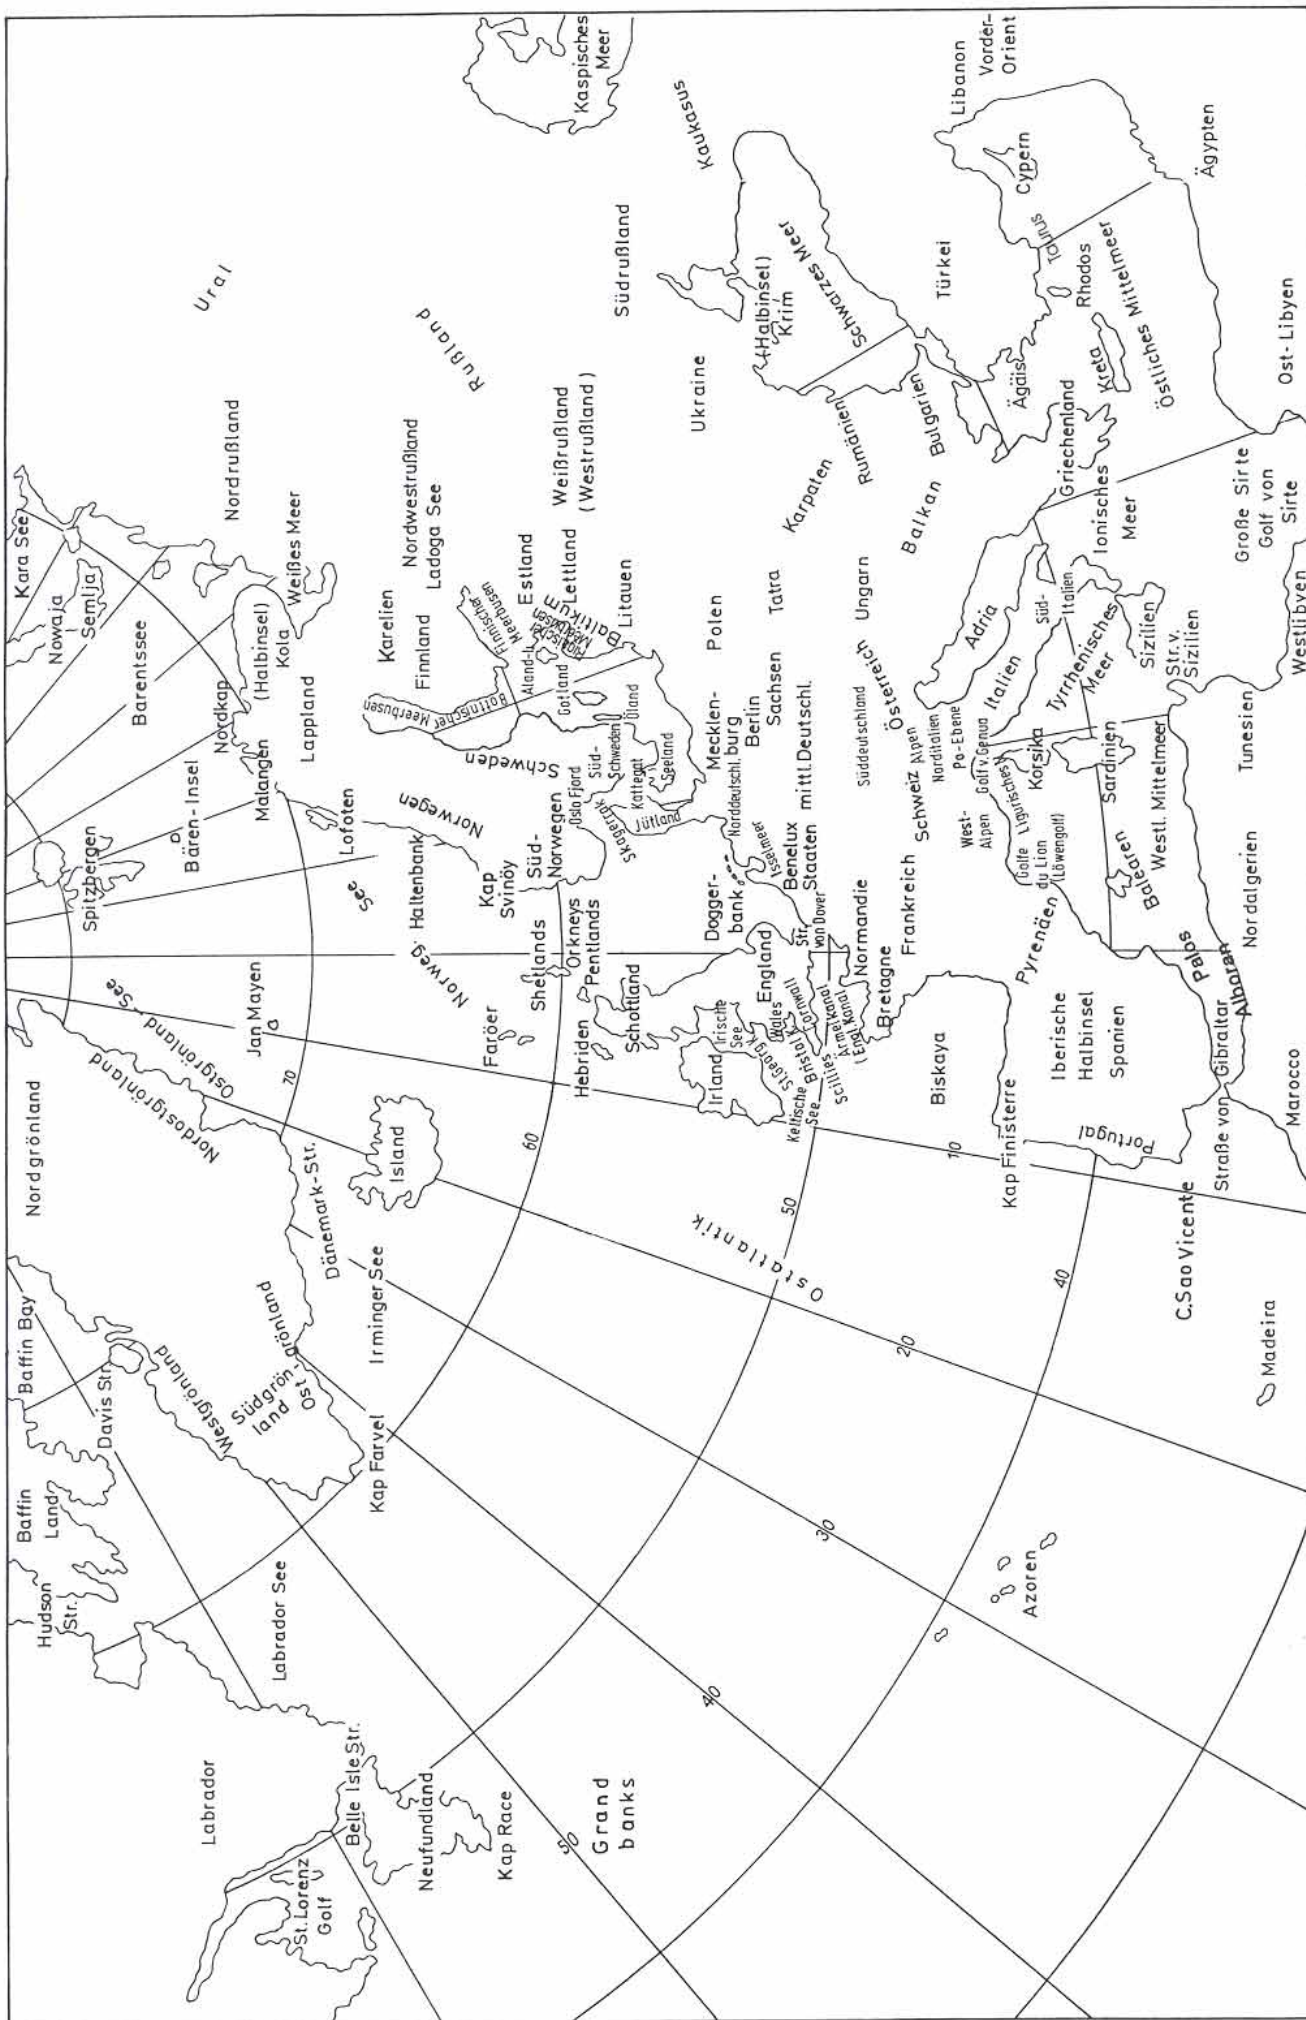 Kara See
Nowaja
Semlja
Barentssee
Nordkap
(Halbinsel)
Kola
Weißes Meer
Malangen
Lappland
Bären-Insel
Spitzbergen
Lofoten
Nordrußland
Ural
Rußland
Nordwestrußland
Ladoga See
Karelien
Finnland
Finnischer
Meerbusen
Bottnischer Meerbusen
Estland
Lettland
Rigaischer
Meerbusen
Baltikum
Litauen
Weißrußland
(Westrußland)
Aland-I.
Gotland
Öland
Schweden
Süd-
Schweden
Norwegen
Süd-
Norwegen
Oslo Fjord
Skagerrak
Kattegat
Seeland
Jütland
Haltenbank
Kap
Svinöy
Norweg.
See
Jan Mayen
Ostgrönland-See
Nordostgrönland
Nordgrönland
Island
Dänemark-Str.
Irminger See
Ost-grönland
Südgrön-
land
Westgrönland
Kap Farvel
Davis Str.
Baffin Bay
Baffin
Land
Hudson
Str.
Labrador See
Labrador
Belle Isle Str.
St. Lorenz
Golf
Neufundland
Kap Race
Grand
banks
Färöer
Shetlands
Orkneys
Pentlands
Hebriden
Schottland
Irland
Irische
See
England
Wales
St. Georg K.
Bristol K.
Cornwall
Keltische
See
Scillies
Ärmelkanal
(Engl. Kanal)
Str.
von Dover
Dogger-
bank
Isselmeer
Benelux
Staaten
Norddeutschl.
Mecklen-
burg
Berlin
Sachsen
mittl. Deutschl.
Süddeutschland
Polen
Tatra
Ukraine
Südrußland
Kaspisches
Meer
Kaukasus
(Halbinsel)
Krim
Schwarzes Meer
Karpaten
Rumänien
Bulgarien
Balkan
Ungarn
Österreich
Schweiz
Alpen
Norditalien
Po-Ebene
Golf v. Genua
Ligurisches M.
West-
Alpen
Golfe
du Lion
(Löwengolf)
Frankreich
Normandie
Bretagne
Biskaya
Pyrenäen
Kap Finisterre
Iberische
Halbinsel
Spanien
Portugal
Palos
Alboran
Straße von Gibraltar
Marocco
C. Sao Vicente
Madeira
Azoren
Ostatlantik
Balearen
Westl. Mittelmeer
Korsika
Sardinien
Italien
Adria
Süd-
Italien
Tyrrhenisches
Meer
Sizilien
Str. v.
Sizilien
Ionisches
Meer
Griechenland
Ägäis
Kreta
Rhodos
Türkei
Taurus
Cypern
Libanon
Vorder-
Orient
Östliches Mittelmeer
Ägypten
Ost-Libyen
Große Sirte
Golf von
Sirte
Westlibyen
Tunesien
Nordalgerien
70
60
50
40
10
20
30
40
50